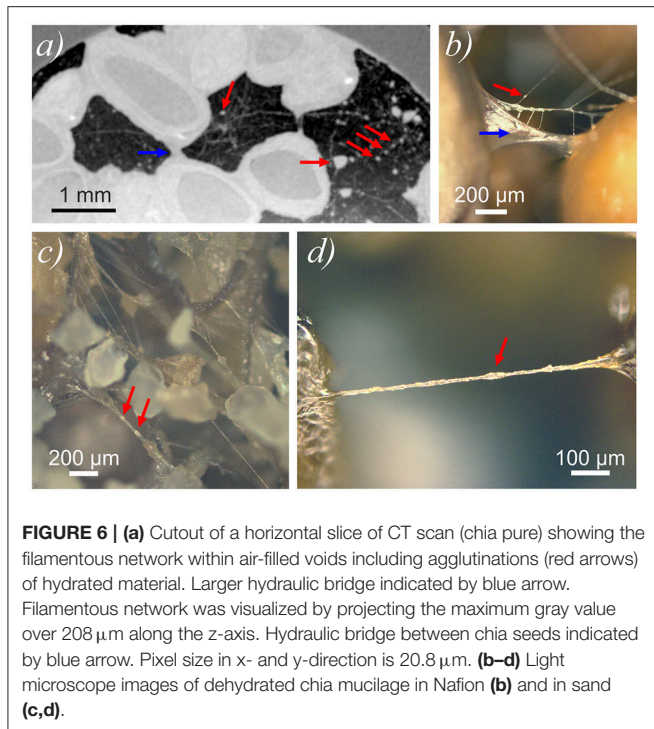 a)
1 mm
b)
200 µm
c)
200 µm
d)
100 µm
FIGURE 6 | (a) Cutout of a horizontal slice of CT scan (chia pure) showing the
filamentous network within air-filled voids including agglutinations (red arrows)
of hydrated material. Larger hydraulic bridge indicated by blue arrow.
Filamentous network was visualized by projecting the maximum gray value
over 208 µm along the z-axis. Hydraulic bridge between chia seeds indicated
by blue arrow. Pixel size in x- and y-direction is 20.8 µm. (b–d) Light
microscope images of dehydrated chia mucilage in Nafion (b) and in sand
(c,d).